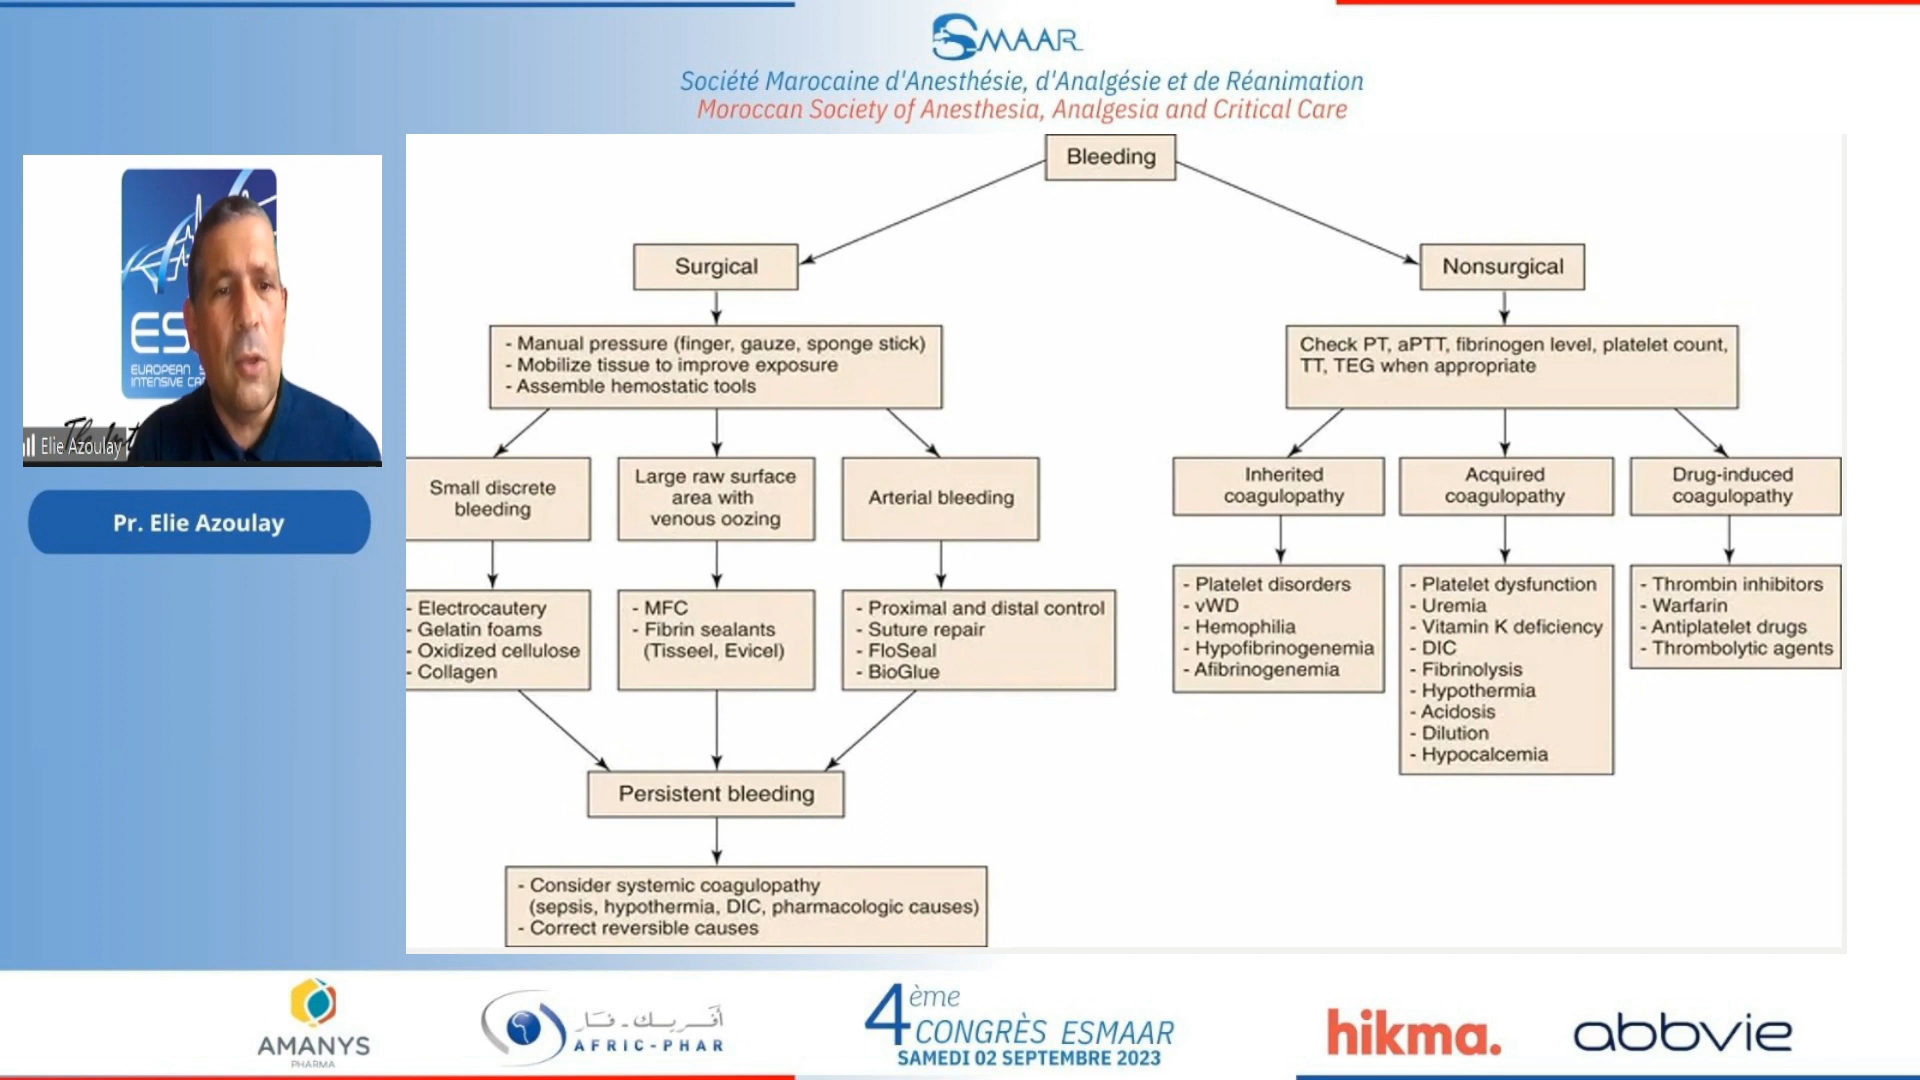 SMAAR
Société Marocaine d'Anesthésie, d'Analgésie et de Réanimation
Moroccan Society of Anesthesia, Analgesia and Critical Care
ES
EUROPEAN S
INTENSIVE CA
Elie Azoulay
Pr. Elie Azoulay
Bleeding
Surgical
Nonsurgical
- Manual pressure (finger, gauze, sponge stick)
- Mobilize tissue to improve exposure
- Assemble hemostatic tools
Check PT, aPTT, fibrinogen level, platelet count,
TT, TEG when appropriate
Small discrete
bleeding
Large raw surface
area with
venous oozing
Arterial bleeding
Inherited
coagulopathy
Acquired
coagulopathy
Drug-induced
coagulopathy
- Electrocautery
- Gelatin foams
- Oxidized cellulose
- Collagen
- MFC
- Fibrin sealants
(Tisseel, Evicel)
- Proximal and distal control
- Suture repair
- FloSeal
- BioGlue
- Platelet disorders
- vWD
- Hemophilia
- Hypofibrinogenemia
- Afibrinogenemia
- Platelet dysfunction
- Uremia
- Vitamin K deficiency
- DIC
- Fibrinolysis
- Hypothermia
- Acidosis
- Dilution
- Hypocalcemia
- Thrombin inhibitors
- Warfarin
- Antiplatelet drugs
- Thrombolytic agents
Persistent bleeding
- Consider systemic coagulopathy
(sepsis, hypothermia, DIC, pharmacologic causes)
- Correct reversible causes
AMANYS
PHARMA
أفريك-فار
AFRIC-PHAR
4ème
CONGRÈS ESMAAR
SAMEDI 02 SEPTEMBRE 2023
hikma.
abbvie